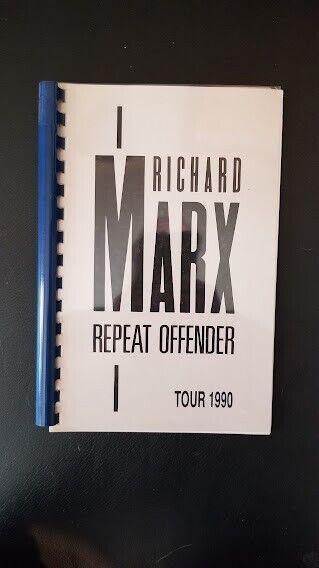 RICHARD
MARX
REPEAT OFFENDER
TOUR 1990